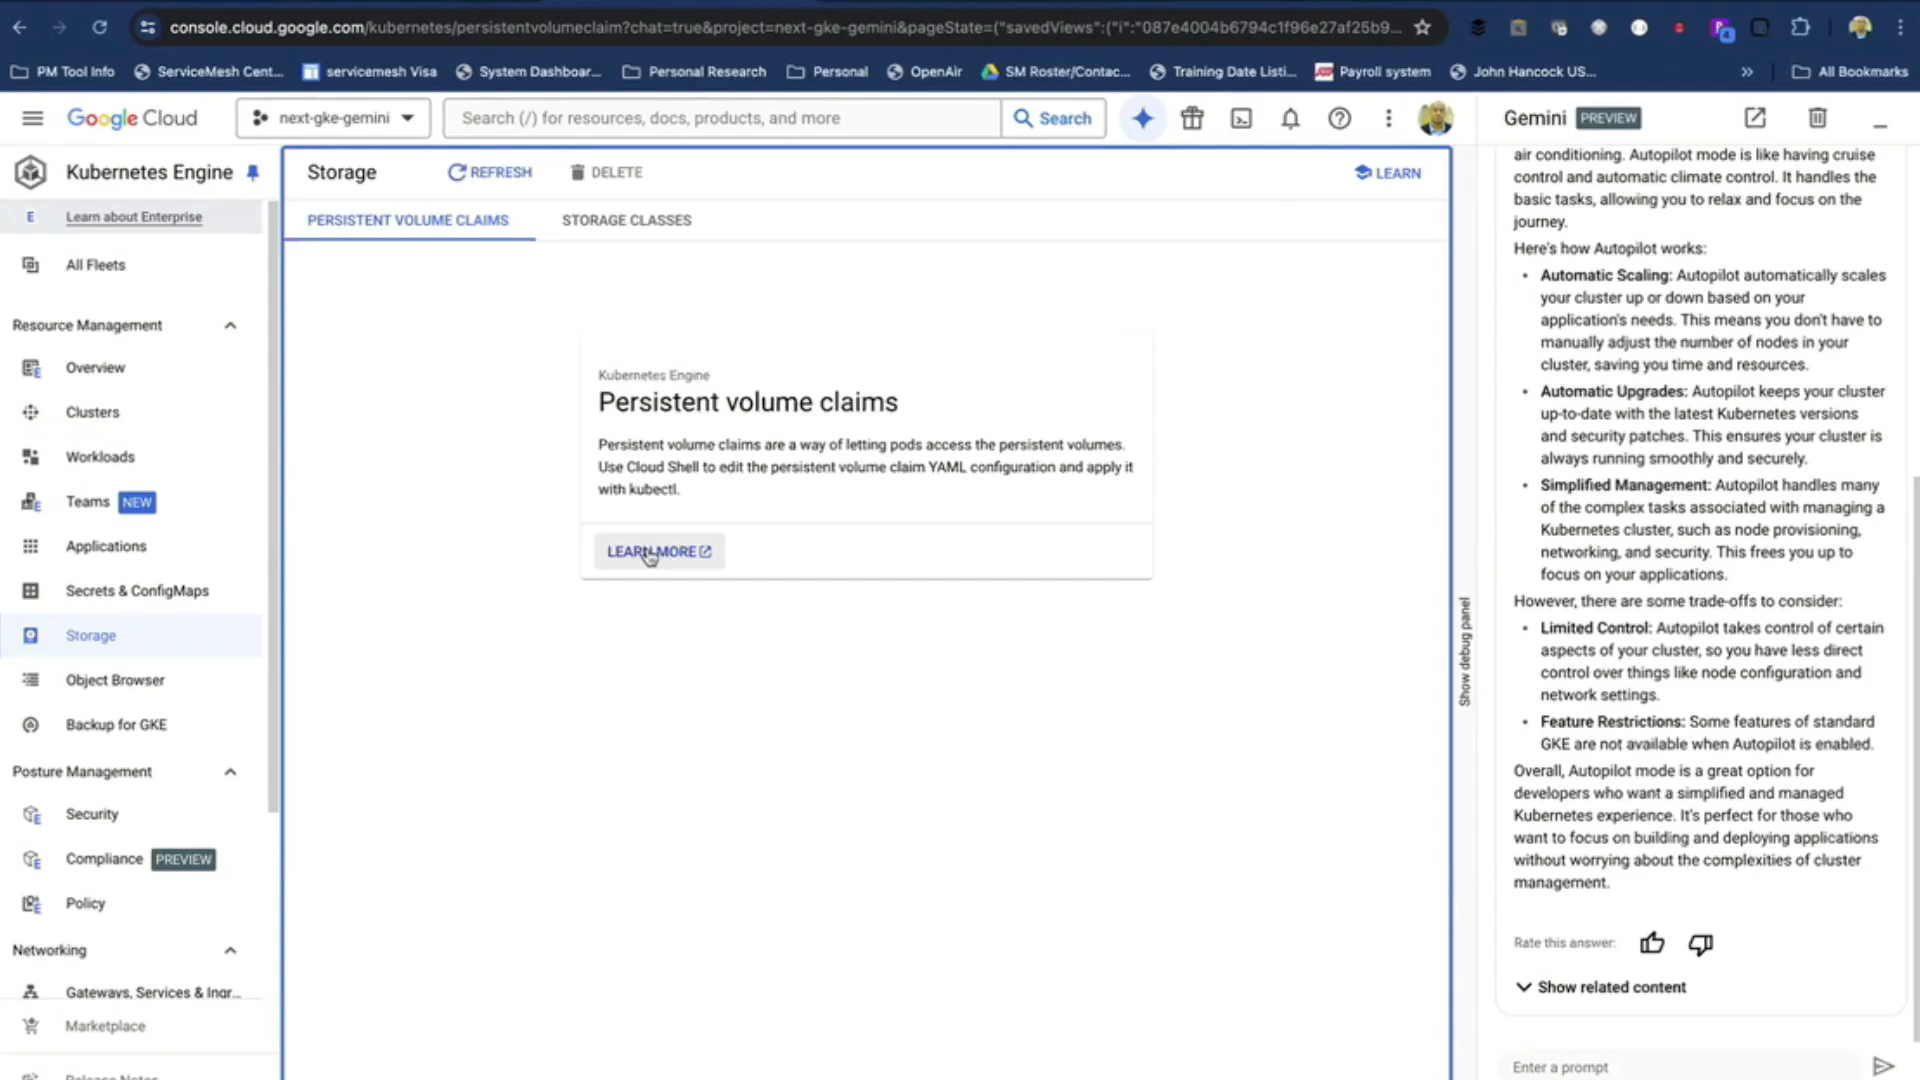 console.cloud.google.com/kubernetes/persistentvolumeclaim?chat=true&project=next-gke-gemini&pageState={"savedViews":{"i":"087e4004b6794c1f96e27af25b9...
PM Tool Info
ServiceMesh Cent...
servicemesh Visa
System Dashboar...
Personal Research
Personal
OpenAir
SM Roster/Contac...
Training Date Listi...
Payroll system
John Hancock US...
»
All Bookmarks
Google Cloud
next-gke-gemini
Search (/) for resources, docs, products, and more
Search
Gemini PREVIEW
Kubernetes Engine
E Learn about Enterprise
All Fleets
Resource Management
Overview
Clusters
Workloads
Teams NEW
Applications
Secrets & ConfigMaps
Storage
Object Browser
Backup for GKE
Posture Management
Security
Compliance PREVIEW
Policy
Networking
Gateways, Services & Ingr...
Marketplace
Release Notes
Storage
REFRESH
DELETE
LEARN
PERSISTENT VOLUME CLAIMS
STORAGE CLASSES
Kubernetes Engine
Persistent volume claims
Persistent volume claims are a way of letting pods access the persistent volumes.
Use Cloud Shell to edit the persistent volume claim YAML configuration and apply it
with kubectl.
LEARN MORE
Show debug panel
air conditioning. Autopilot mode is like having cruise
control and automatic climate control. It handles the
basic tasks, allowing you to relax and focus on the
journey.
Here's how Autopilot works:
• Automatic Scaling: Autopilot automatically scales
your cluster up or down based on your
application's needs. This means you don't have to
manually adjust the number of nodes in your
cluster, saving you time and resources.
• Automatic Upgrades: Autopilot keeps your cluster
up-to-date with the latest Kubernetes versions
and security patches. This ensures your cluster is
always running smoothly and securely.
• Simplified Management: Autopilot handles many
of the complex tasks associated with managing a
Kubernetes cluster, such as node provisioning,
networking, and security. This frees you up to
focus on your applications.
However, there are some trade-offs to consider:
• Limited Control: Autopilot takes control of certain
aspects of your cluster, so you have less direct
control over things like node configuration and
network settings.
• Feature Restrictions: Some features of standard
GKE are not available when Autopilot is enabled.
Overall, Autopilot mode is a great option for
developers who want a simplified and managed
Kubernetes experience. It's perfect for those who
want to focus on building and deploying applications
without worrying about the complexities of cluster
management.
Rate this answer:
Show related content
Enter a prompt